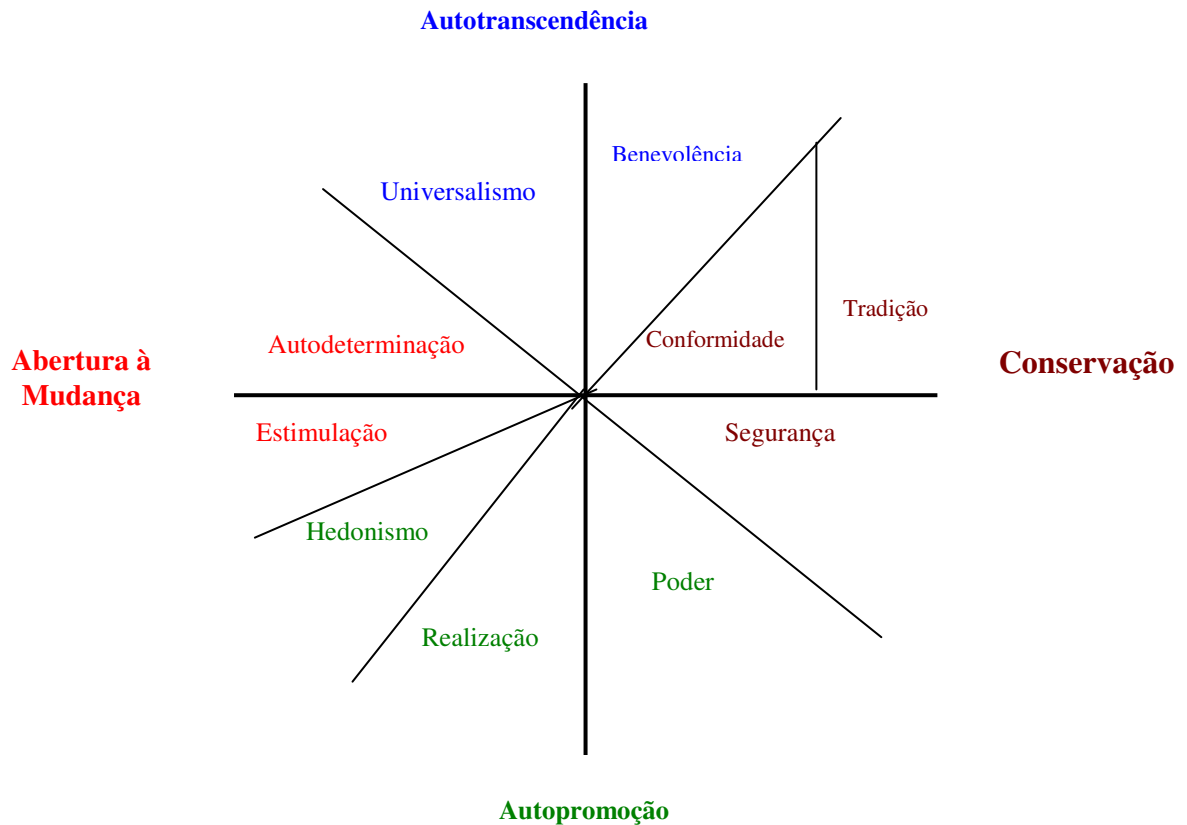 Autotranscendência
Benevolência
Universalismo
Tradição
Conformidade
Autodeterminação
Abertura à
Mudança
Conservação
Estimulação
Segurança
Hedonismo
Poder
Realização
Autopromoção